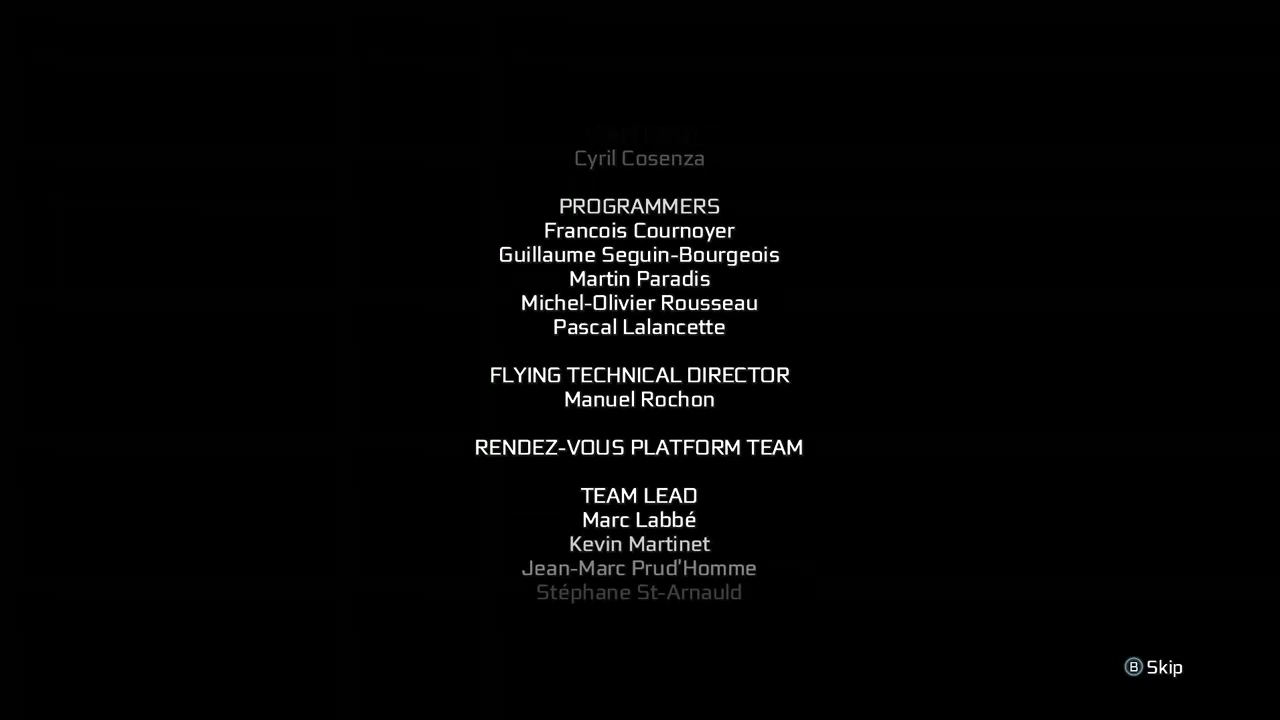 Cyril Cosenza
PROGRAMMERS
Francois Cournoyer
Guillaume Seguin-Bourgeois
Martin Paradis
Michel-Olivier Rousseau
Pascal Lalancette
FLYING TECHNICAL DIRECTOR
Manuel Rochon
RENDEZ-VOUS PLATFORM TEAM
TEAM LEAD
Marc Labbé
Kevin Martinet
Jean-Marc Prud'Homme
Stéphane St-Arnauld
B Skip